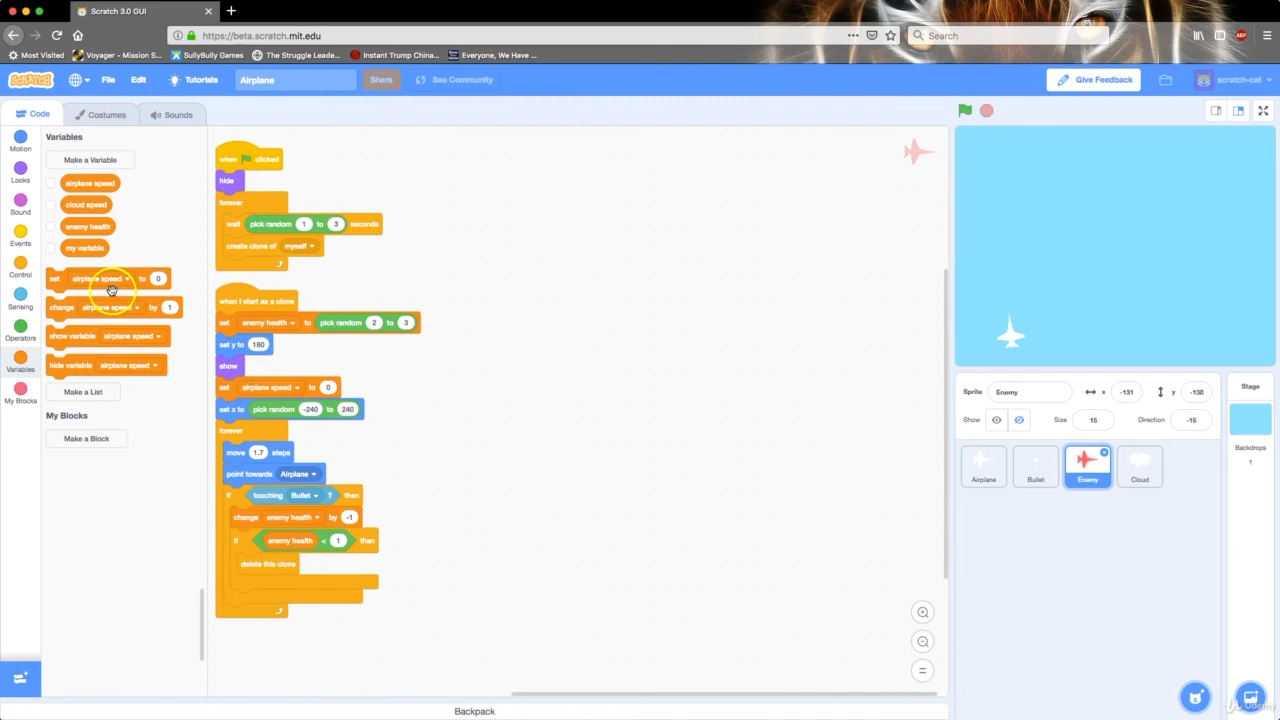 Scratch 3.0 GUI
https://beta.scratch.mit.edu
Search
Most Visited
Voyager - Mission S…
SullyBully Games
The Struggle Leade…
Instant Trump China…
Everyone, We Have …
SCRATCH
File
Edit
Tutorials
Airplane
Share
See Community
Give Feedback
scratch-cat
Code
Costumes
Sounds
Motion
Looks
Sound
Events
Control
Sensing
Operators
Variables
My Blocks
Variables
Make a Variable
airplane speed
cloud speed
enemy health
my variable
set airplane speed to 0
change airplane speed by 1
show variable airplane speed
hide variable airplane speed
Make a List
My Blocks
Make a Block
when clicked
hide
forever
wait pick random 1 to 3 seconds
create clone of myself
when I start as a clone
set enemy health to pick random 2 to 3
set y to 180
show
set airplane speed to 0
set x to pick random -240 to 240
forever
move 1.7 steps
point towards Airplane
if touching Bullet ? then
change enemy health by -1
if enemy health < 1 then
delete this clone
Sprite Enemy x -131 y -130
Show Size 15 Direction -15
Airplane
Bullet
Enemy
Cloud
Stage
Backdrops
1
Backpack
Udemy